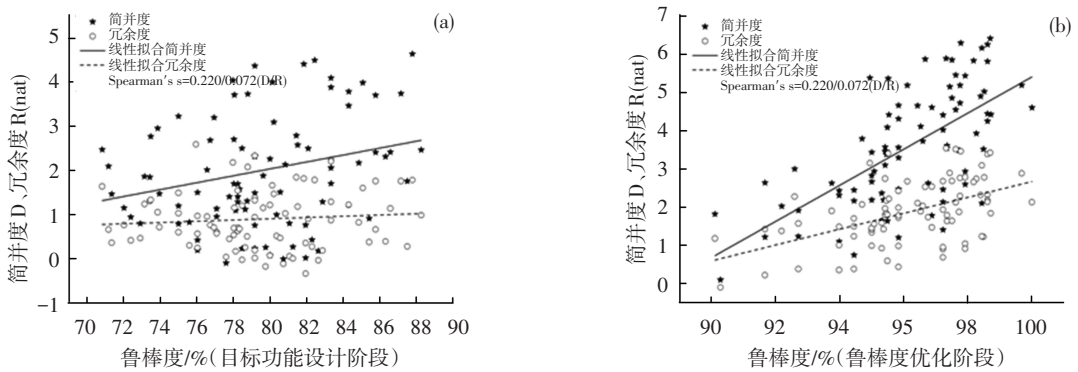 (a)
简并度
冗余度
线性拟合简并度
线性拟合冗余度
Spearman's s=0.220/0.072(D/R)
简并度 D、冗余度 R(nat)
5
4
3
2
1
0
−1
70 72 74 76 78 79 82 84 86 88 90
鲁棒度/%(目标功能设计阶段)
(b)
简并度
冗余度
线性拟合简并度
线性拟合冗余度
Spearman's s=0.220/0.072(D/R)
简并度 D、冗余度 R(nat)
7
6
5
4
3
2
1
0
90 92 94 95 98 100
鲁棒度/%(鲁棒度优化阶段)